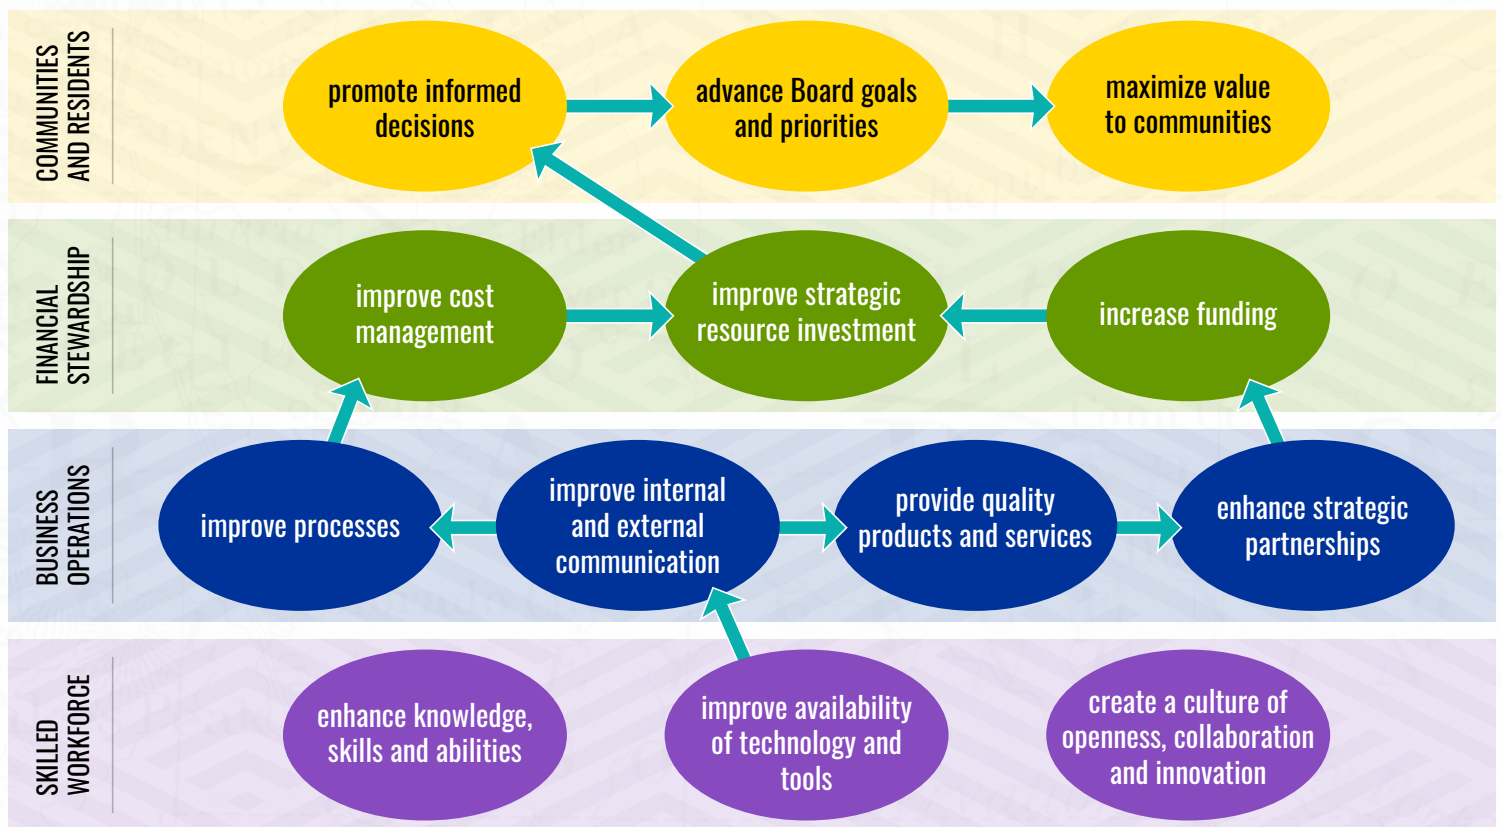 COMMUNITIES
AND RESIDENTS
promote informed
decisions
advance Board goals
and priorities
maximize value
to communities
FINANCIAL
STEWARDSHIP
improve cost
management
improve strategic
resource investment
increase funding
BUSINESS
OPERATIONS
improve processes
improve internal
and external
communication
provide quality
products and services
enhance strategic
partnerships
SKILLED
WORKFORCE
enhance knowledge,
skills and abilities
improve availability
of technology and
tools
create a culture of
openness, collaboration
and innovation